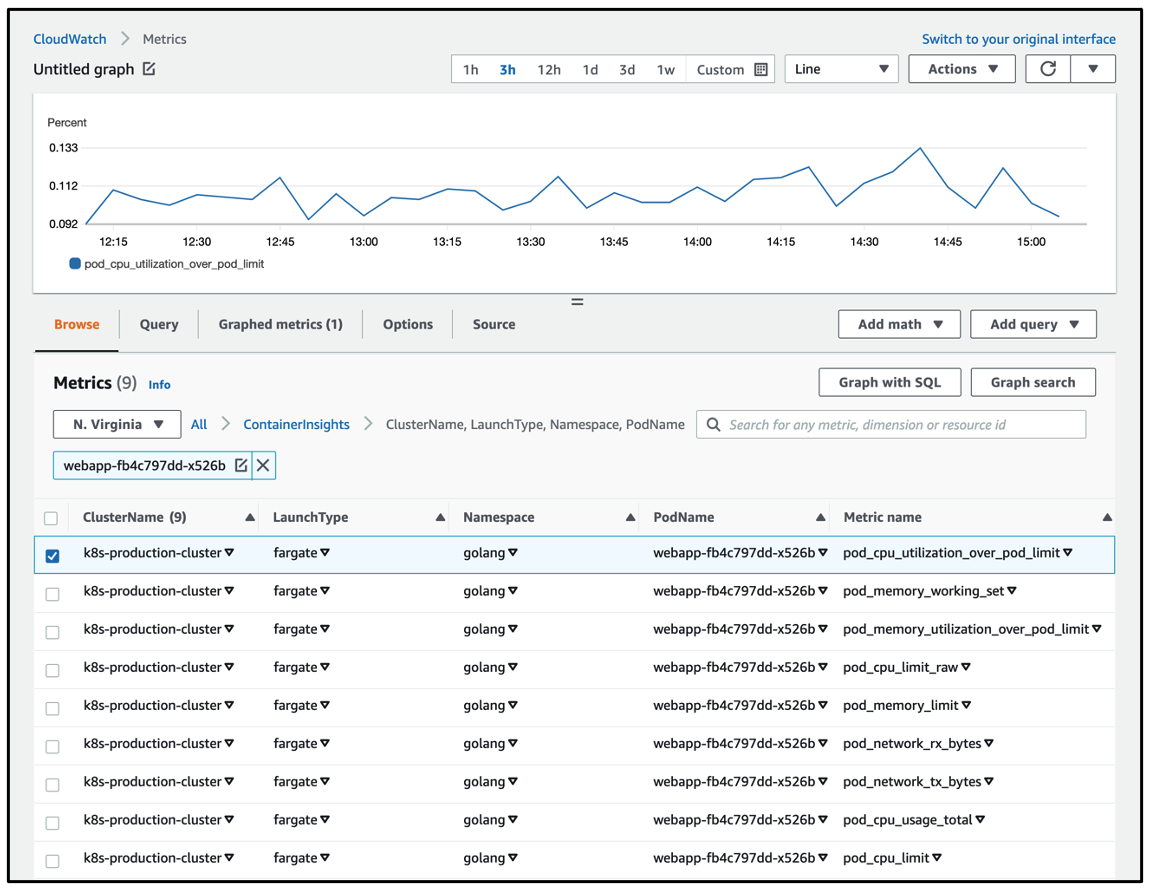 CloudWatch Metrics Switch to your original interface
Untitled graph 1h 3h 12h 1d 3d 1w Custom Line Actions
Percent
0.133
0.112
0.092
12:15 12:30 12:45 13:00 13:15 13:30 13:45 14:00 14:15 14:30 14:45 15:00
pod_cpu_utilization_over_pod_limit
Browse Query Graphed metrics (1) Options Source Add math Add query
Metrics (9) Info Graph with SQL Graph search
N. Virginia All ContainerInsights ClusterName, LaunchType, Namespace, PodName Search for any metric, dimension or resource id
webapp-fb4c797dd-x526b
ClusterName (9) LaunchType Namespace PodName Metric name
k8s-production-cluster fargate golang webapp-fb4c797dd-x526b pod_cpu_utilization_over_pod_limit
k8s-production-cluster fargate golang webapp-fb4c797dd-x526b pod_memory_working_set
k8s-production-cluster fargate golang webapp-fb4c797dd-x526b pod_memory_utilization_over_pod_limit
k8s-production-cluster fargate golang webapp-fb4c797dd-x526b pod_cpu_limit_raw
k8s-production-cluster fargate golang webapp-fb4c797dd-x526b pod_memory_limit
k8s-production-cluster fargate golang webapp-fb4c797dd-x526b pod_network_rx_bytes
k8s-production-cluster fargate golang webapp-fb4c797dd-x526b pod_network_tx_bytes
k8s-production-cluster fargate golang webapp-fb4c797dd-x526b pod_cpu_usage_total
k8s-production-cluster fargate golang webapp-fb4c797dd-x526b pod_cpu_limit